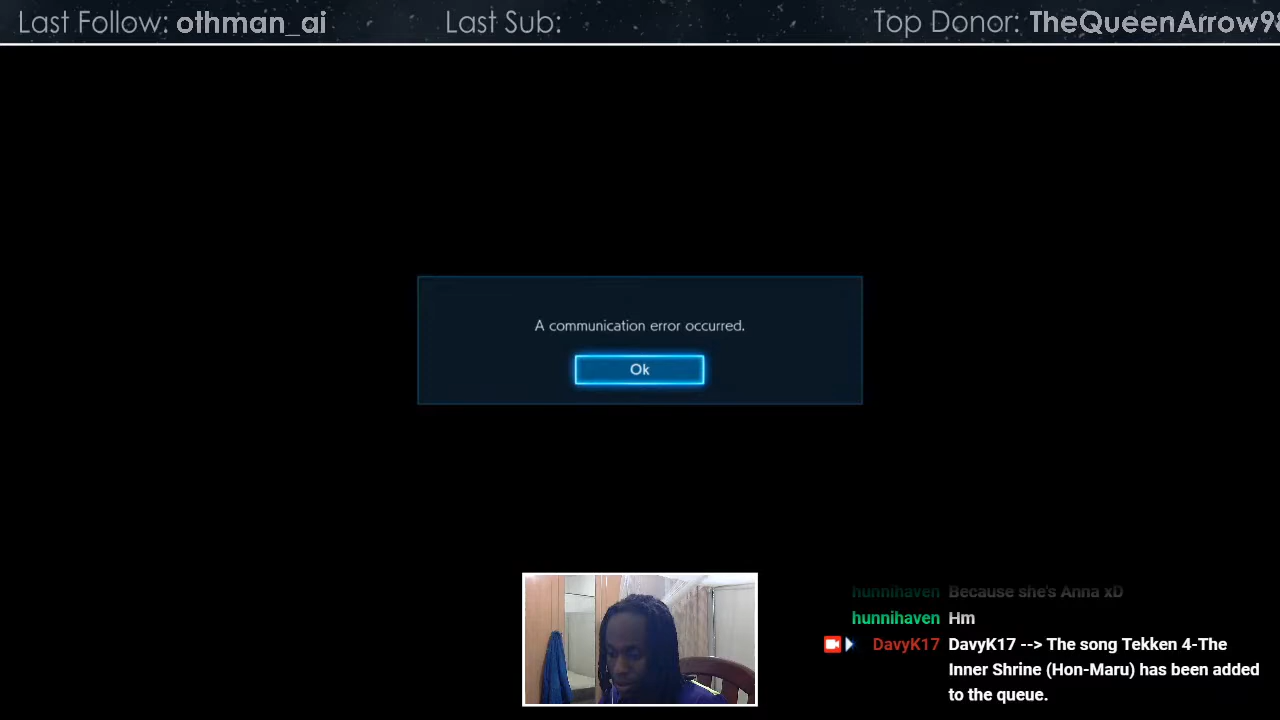 Last Follow: othman_ai
Last Sub:
Top Donor: TheQueenArrow9
A communication error occurred.
Ok
hunnihaven Because she's Anna xD
hunnihaven Hm
DavyK17 DavyK17 --> The song Tekken 4-The
Inner Shrine (Hon-Maru) has been added
to the queue.